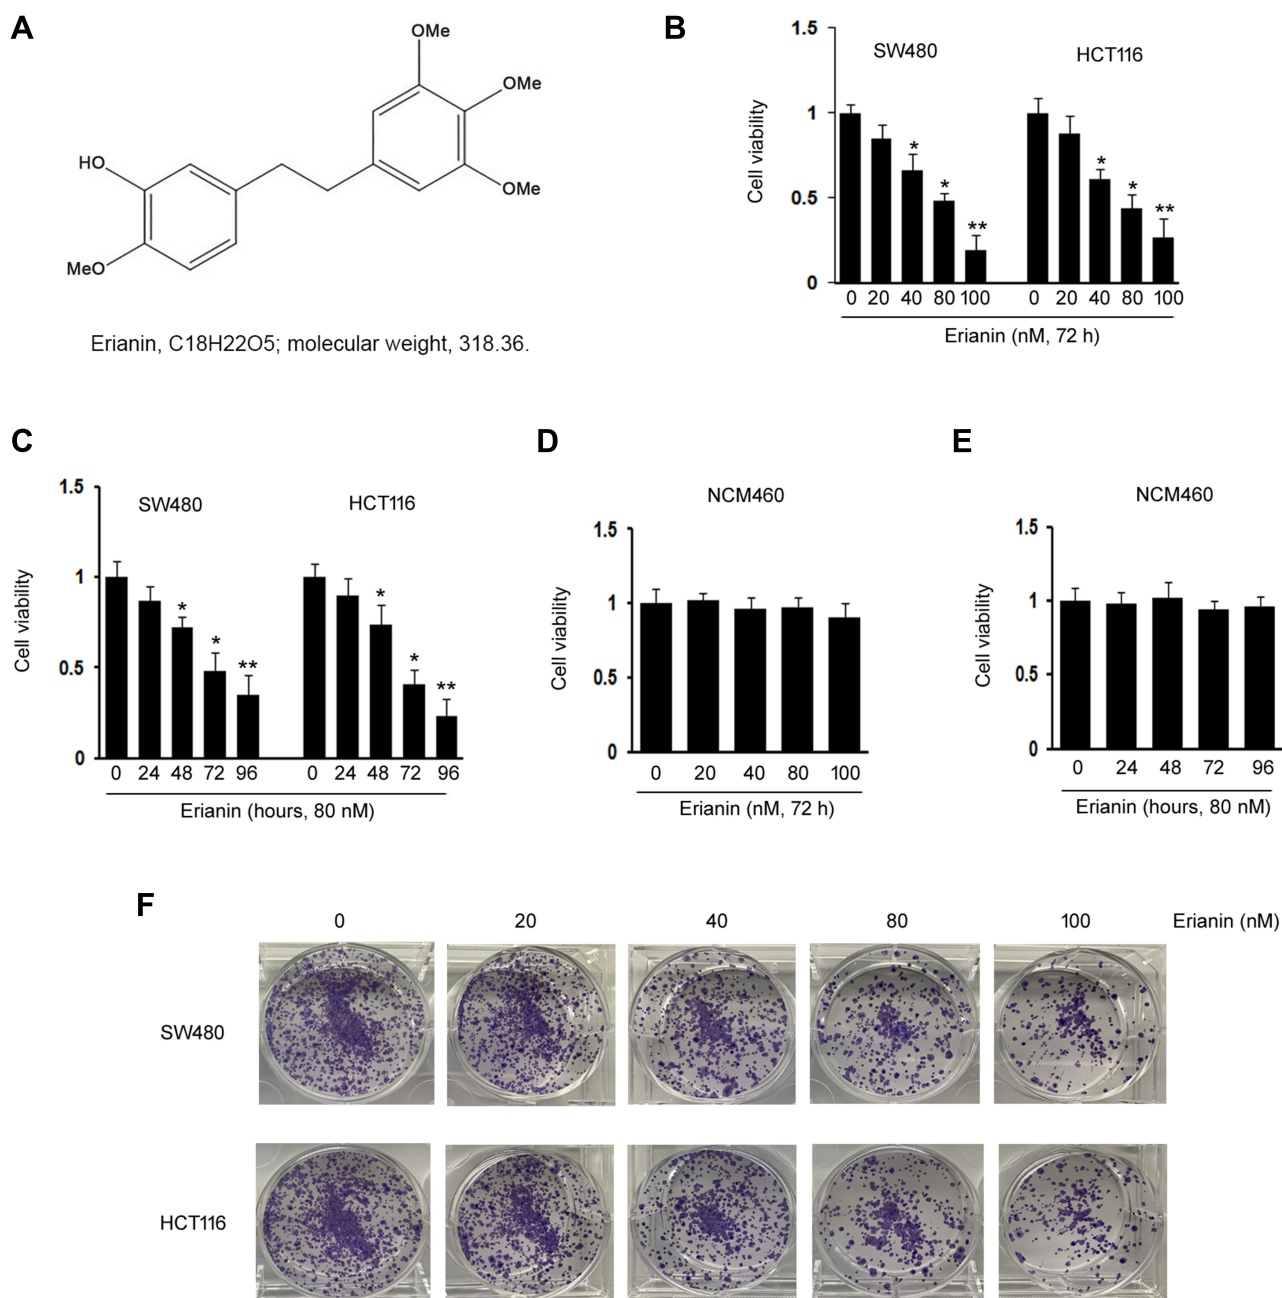 A
OMe
OMe
HO
OMe
MeO
Erianin, C18H22O5; molecular weight, 318.36.
B
1.5
SW480
HCT116
1
*
*
*
*
0.5
**
**
0
Cell viability
0 20 40 80 100
0 20 40 80 100
Erianin (nM, 72 h)
C
1.5
SW480
HCT116
1
*
*
*
*
0.5
**
**
0
Cell viability
0 24 48 72 96
0 24 48 72 96
Erianin (hours, 80 nM)
D
NCM460
1.5
1
0.5
0
Cell viability
0 20 40 80 100
Erianin (nM, 72 h)
E
NCM460
1.5
1
0.5
0
Cell viability
0 24 48 72 96
Erianin (hours, 80 nM)
F
0 20 40 80 100 Erianin (nM)
SW480
HCT116